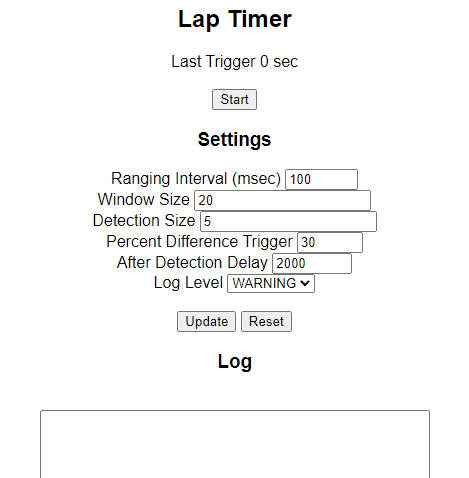 Lap Timer
Last Trigger 0 sec
Start
Settings
Ranging Interval (msec) 100
Window Size 20
Detection Size 5
Percent Difference Trigger 30
After Detection Delay 2000
Log Level WARNING
Update Reset
Log